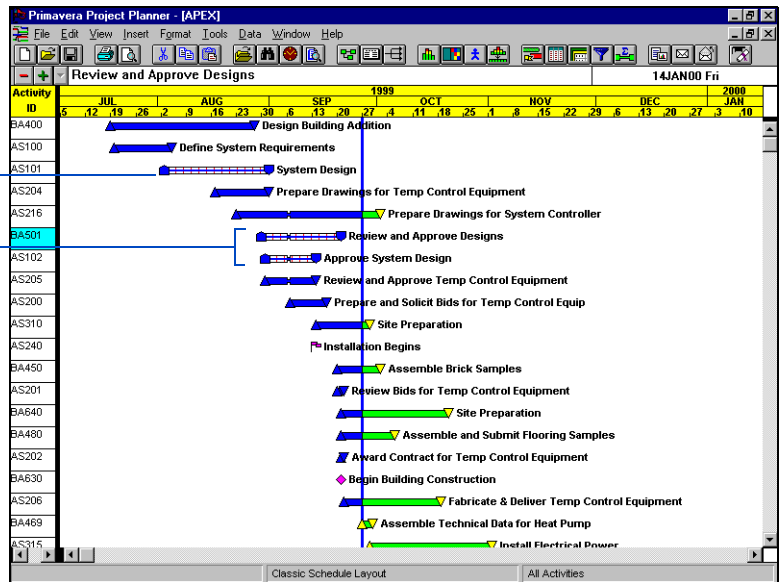 Primavera Project Planner - [APEX]
File Edit View Insert Format Tools Data Window Help
Review and Approve Designs 14JAN00 Fri
Activity ID
1999 2000
JUL AUG SEP OCT NOV DEC JAN
5 12 19 26 2 9 16 23 30 6 13 20 27 4 11 18 25 1 8 15 22 29 6 13 20 27 3 10
BA400 Design Building Addition
AS100 Define System Requirements
AS101 System Design
AS204 Prepare Drawings for Temp Control Equipment
AS216 Prepare Drawings for System Controller
BA501 Review and Approve Designs
AS102 Approve System Design
AS205 Review and Approve Temp Control Equipment
AS200 Prepare and Solicit Bids for Temp Control Equip
AS310 Site Preparation
AS240 Installation Begins
BA450 Assemble Brick Samples
AS201 Review Bids for Temp Control Equipment
BA640 Site Preparation
BA480 Assemble and Submit Flooring Samples
AS202 Award Contract for Temp Control Equipment
BA630 Begin Building Construction
AS206 Fabricate & Deliver Temp Control Equipment
BA469 Assemble Technical Data for Heat Pump
AS315 Install Electrical Power
Classic Schedule Layout All Activities